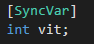 [SyncVar]
int vit;